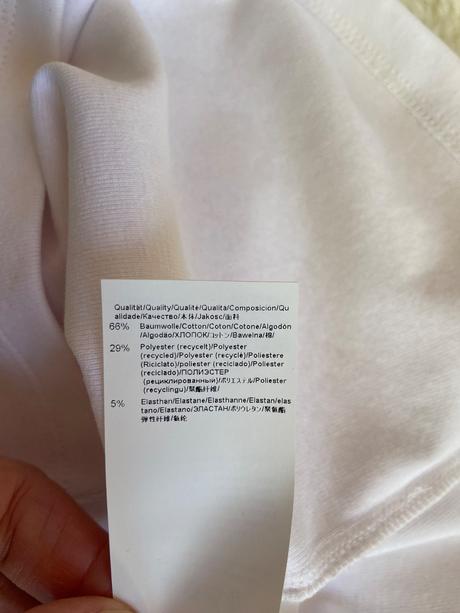 Qualität/Quality/Qualité/Qualità/Composicion/Qu
alidade/Качество/本体/Jakosc/面料
66% Baumwolle/Cotton/Coton/Cotone/Algodón
/Algodão/ХЛОПОК/コットン/Bawelna/棉/
29% Polyester (recycelt)/Polyester
(recycled)/Polyester (recyclé)/Poliestere
(Riciclato)/poliester (reciclado)/poliester
(reciclado)/ПОЛИЭСТЕР
(рециклированный)/ポリエステル/Poliester
(recyclingu)/聚酯纤维/
5% Elasthan/Elastane/Elasthanne/Elastan/elas
tano/Elastano/ЭЛАСТАН/ポリウレタン/聚氨酯
弹性纤维/氨纶